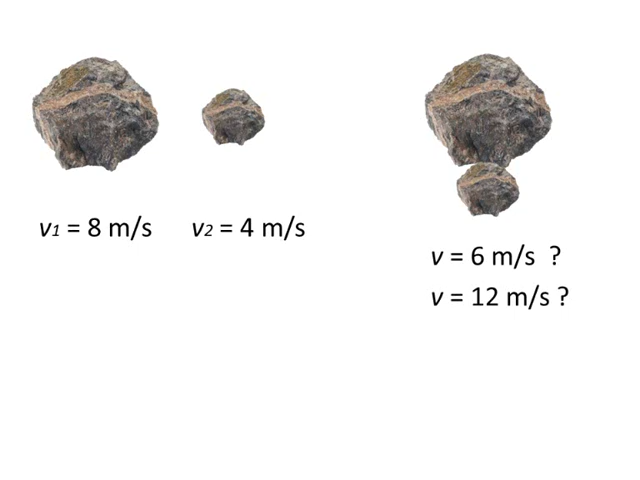 v1 = 8 m/s v2 = 4 m/s
v = 6 m/s ?
v = 12 m/s ?